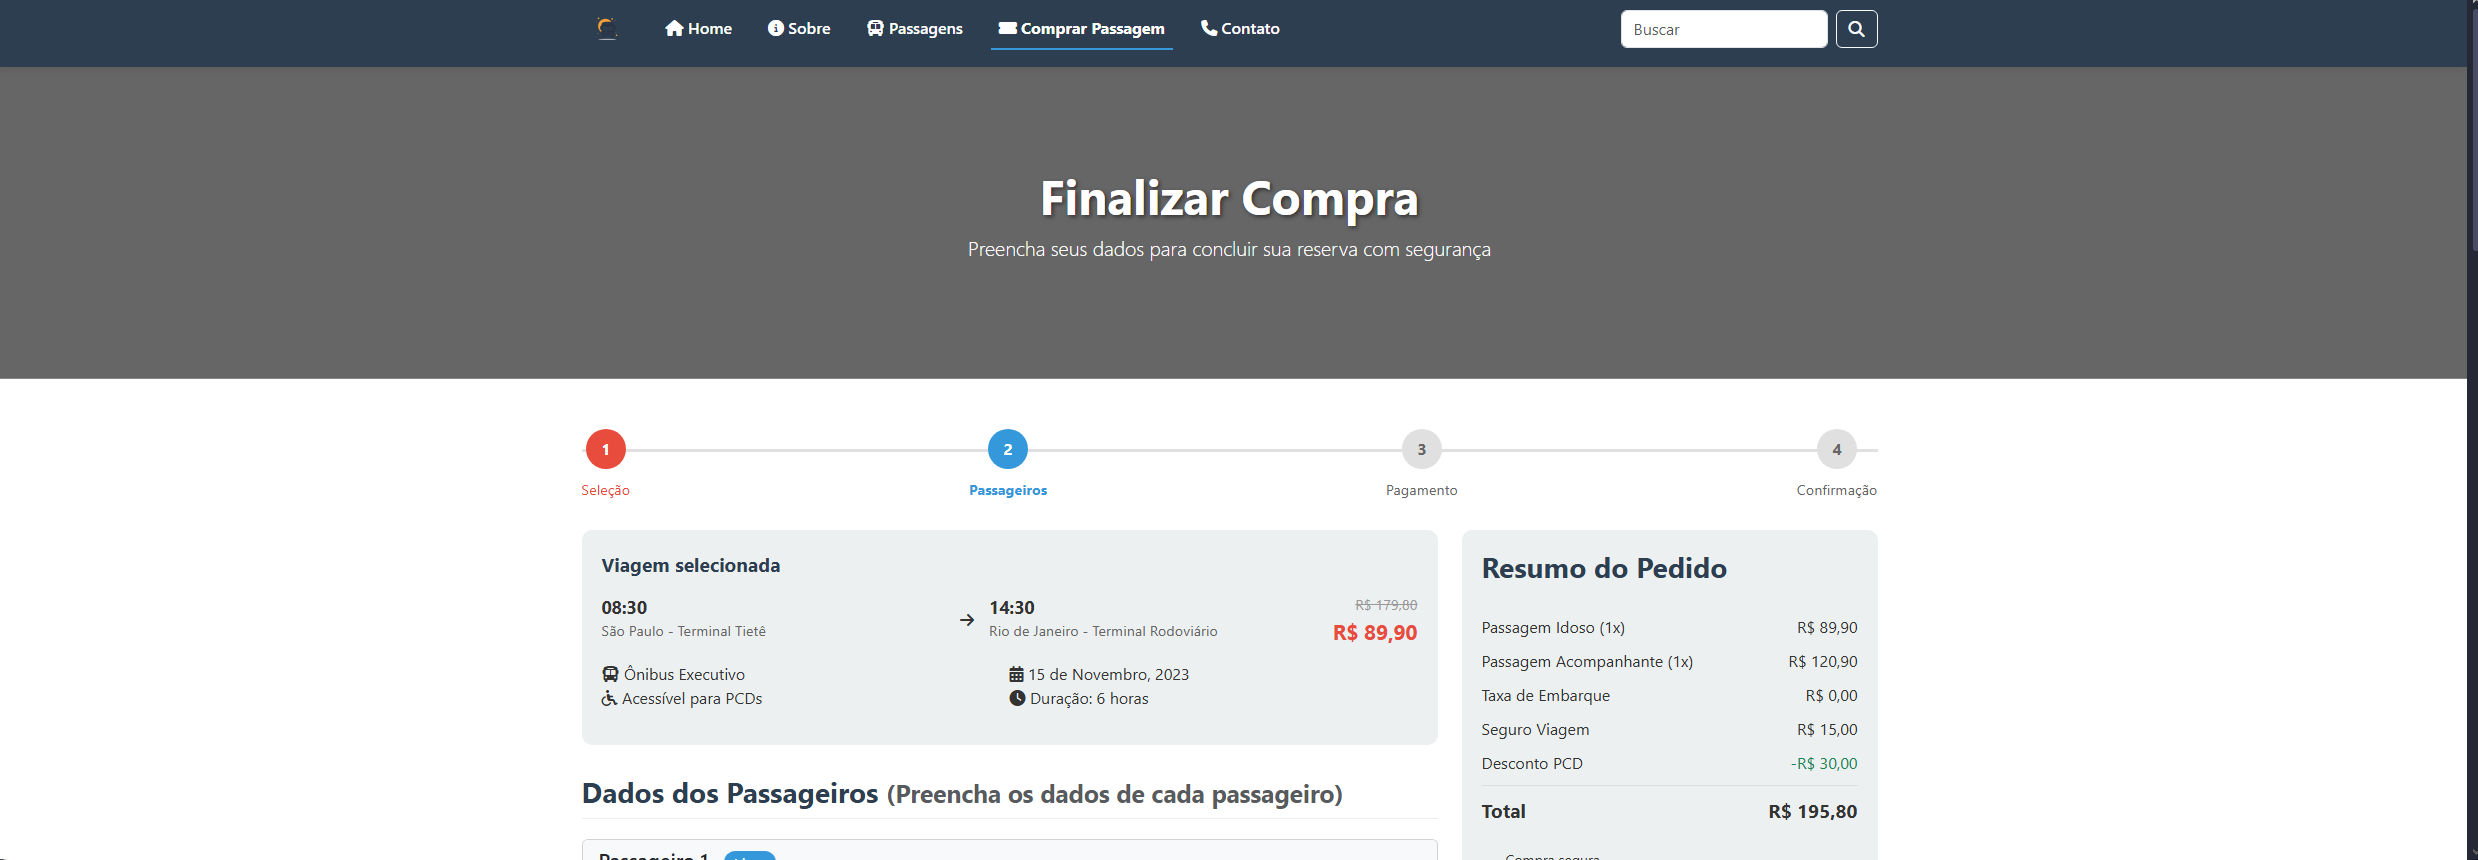 Home Sobre Passagens Comprar Passagem Contato Buscar
Finalizar Compra
Preencha seus dados para concluir sua reserva com segurança
1 2 3 4
Seleção Passageiros Pagamento Confirmação
Viagem selecionada
08:30
São Paulo - Terminal Tietê
14:30
Rio de Janeiro - Terminal Rodoviário
R$ 179,80
R$ 89,90
Ônibus Executivo
Acessível para PCDs
15 de Novembro, 2023
Duração: 6 horas
Dados dos Passageiros (Preencha os dados de cada passageiro)
Passageiro 1
Resumo do Pedido
Passagem Idoso (1x) R$ 89,90
Passagem Acompanhante (1x) R$ 120,90
Taxa de Embarque R$ 0,00
Seguro Viagem R$ 15,00
Desconto PCD -R$ 30,00
Total R$ 195,80
Compra segura